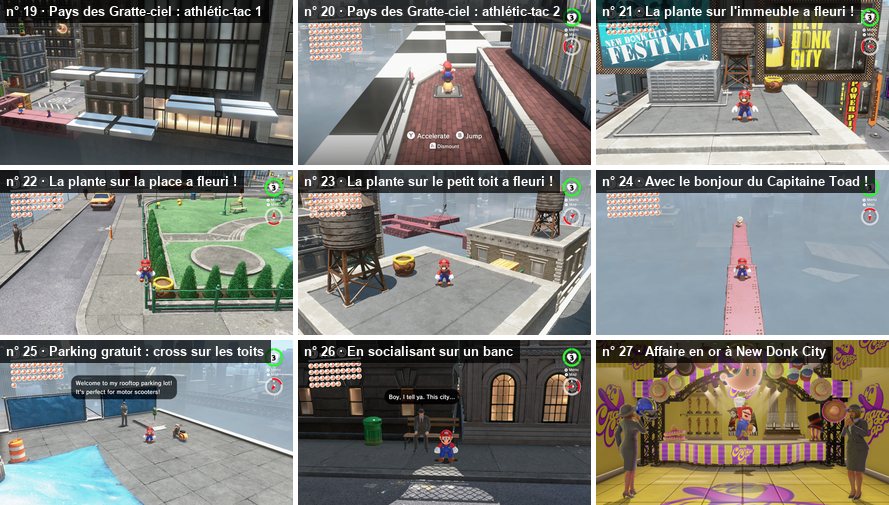 n° 19 · Pays des Gratte-ciel : athlétic-tac 1
n° 20 · Pays des Gratte-ciel : athlétic-tac 2
Y Accelerate B Jump
Dismount
n° 21 · La plante sur l'immeuble a fleuri !
NEW DONK CITY
FESTIVAL
NEW
DONK
CITY
POWER
n° 22 · La plante sur la place a fleuri !
n° 23 · La plante sur le petit toit a fleuri !
n° 24 · Avec le bonjour du Capitaine Toad !
n° 25 · Parking gratuit : cross sur les toits
Welcome to my rooftop parking lot!
It's perfect for motor scooters!
n° 26 · En socialisant sur un banc
Boy, I tell ya. This city...
n° 27 · Affaire en or à New Donk City